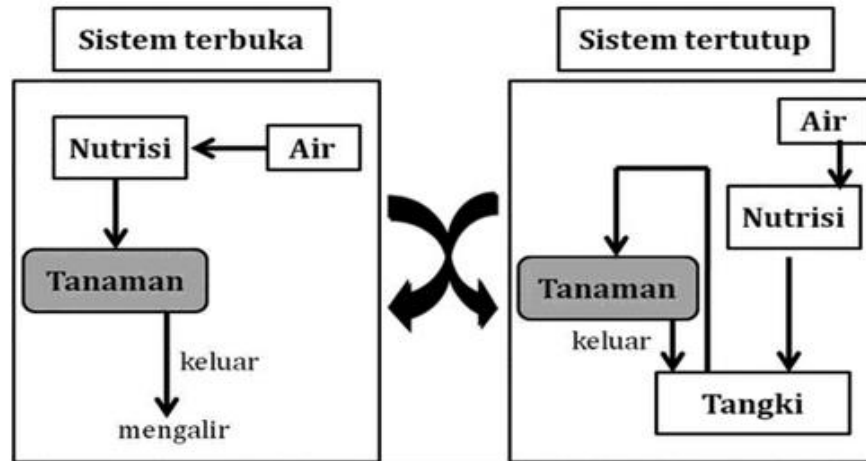 Sistem terbuka
Nutrisi
Air
Tanaman
keluar
mengalir
Sistem tertutup
Air
Nutrisi
Tanaman
keluar
Tangki